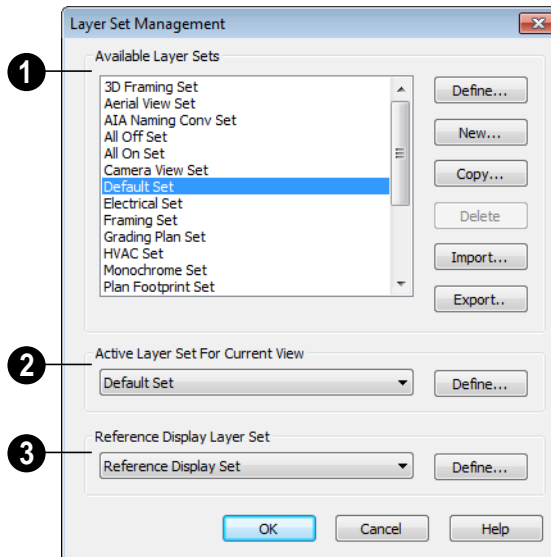 Layer Set Management
1
Available Layer Sets
3D Framing Set
Aerial View Set
AIA Naming Conv Set
All Off Set
All On Set
Camera View Set
Default Set
Electrical Set
Framing Set
Grading Plan Set
HVAC Set
Monochrome Set
Plan Footprint Set
Define...
New...
Copy...
Delete
Import...
Export..
2
Active Layer Set For Current View
Default Set
Define...
3
Reference Display Layer Set
Reference Display Set
Define...
OK
Cancel
Help